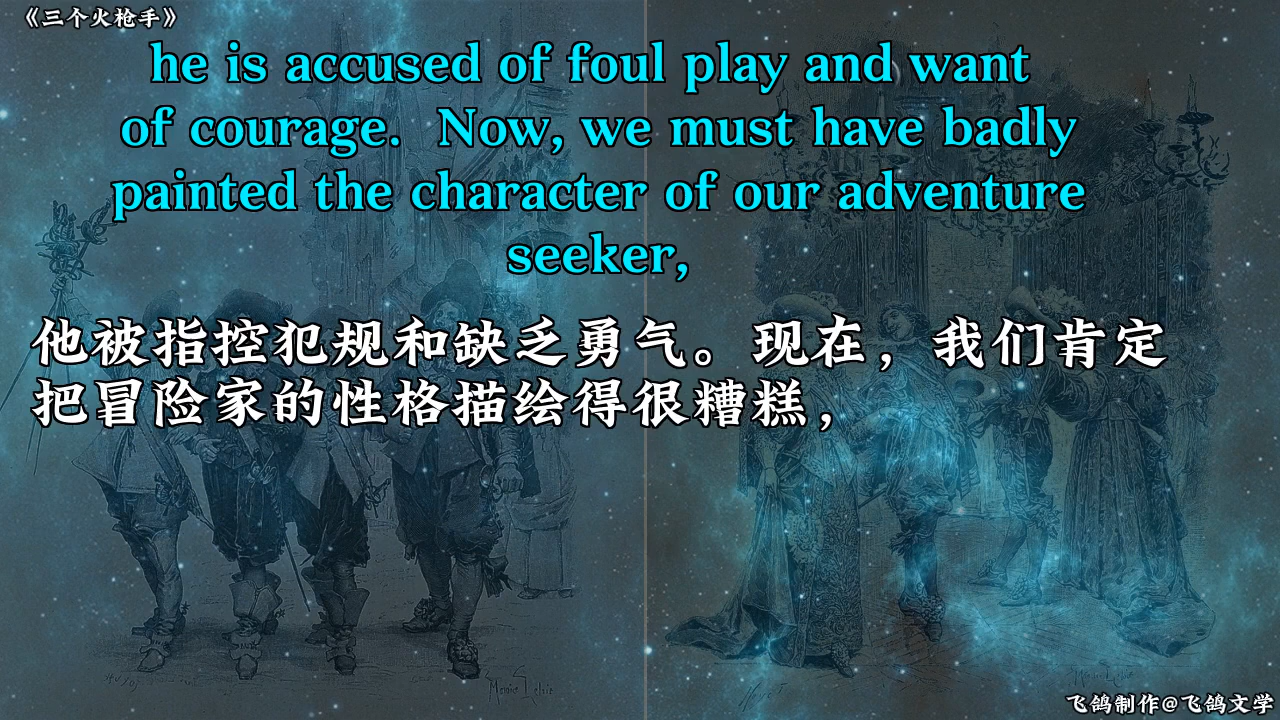 《三个火枪手》
he is accused of foul play and want
of courage. Now, we must have badly
painted the character of our adventure
seeker,
他被指控犯规和缺乏勇气。现在，我们肯定
把冒险家的性格描绘得很糟糕，
飞鸽制作@飞鸽文学